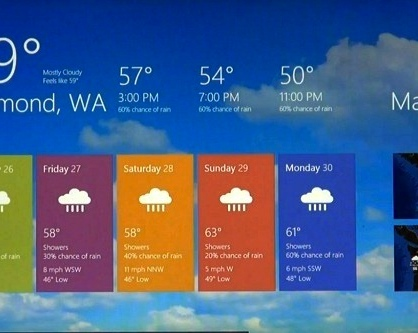 9°
Mostly Cloudy
Feels like 59°
mond, WA
57°
3:00 PM
60% chance of rain
54°
7:00 PM
60% chance of rain
50°
11:00 PM
60% chance of rain
Ma
26
of rain
Friday 27
58°
Showers
30% chance of rain
8 mph WSW
46° Low
Saturday 28
58°
Showers
40% chance of rain
11 mph NNW
46° Low
Sunday 29
63°
Showers
20% chance of rain
5 mph W
49° Low
Monday 30
61°
Showers
60% chance of rain
6 mph SSW
48° Low